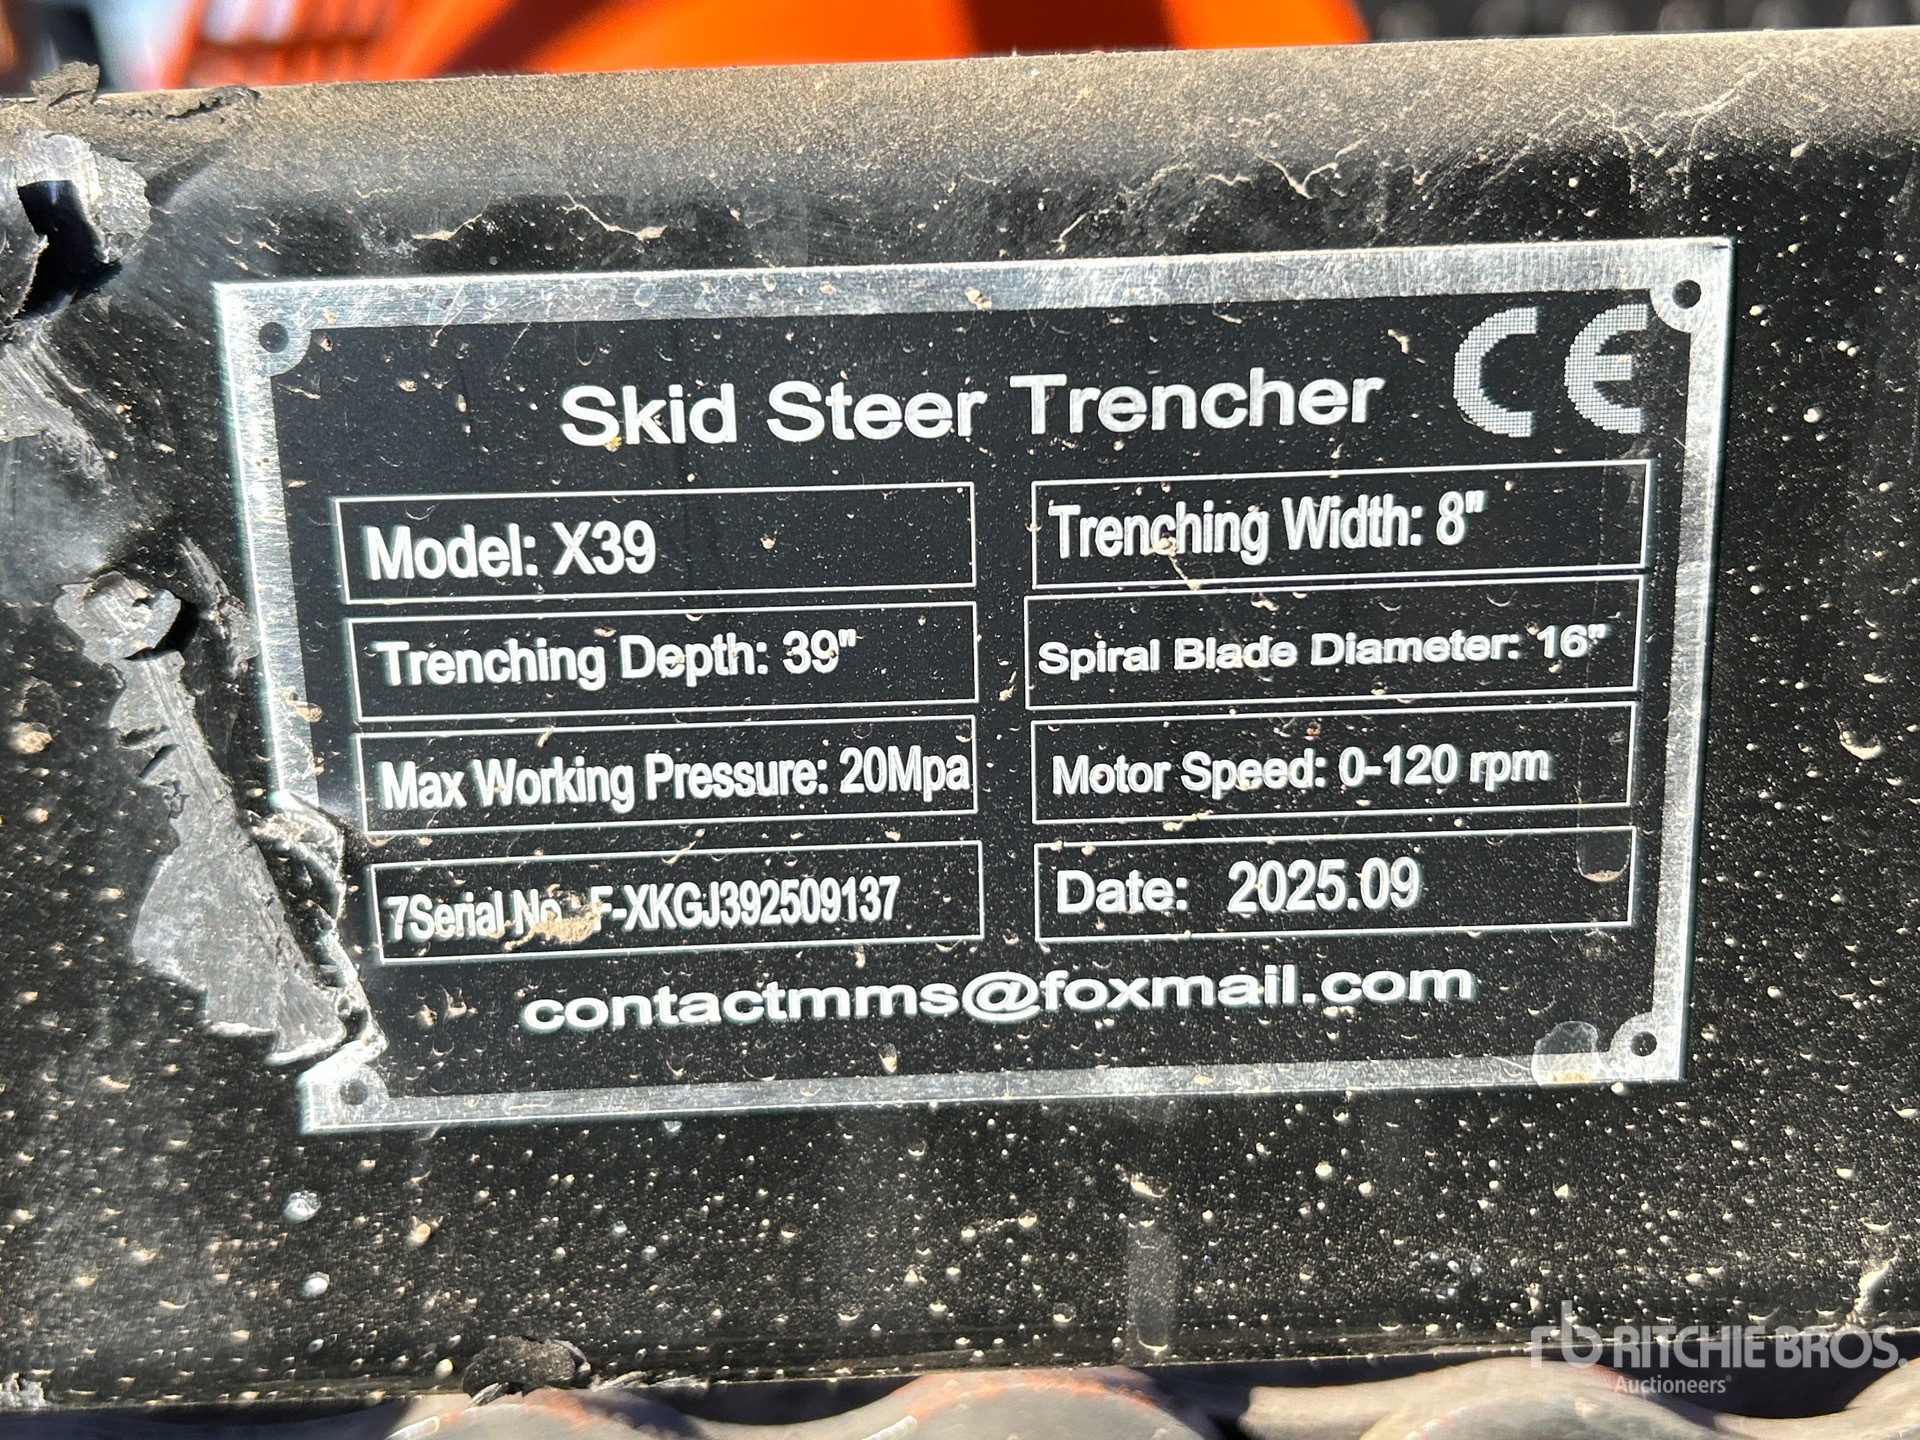 CE
Skid Steer Trencher
Model: X39
Trenching Width: 8"
Trenching Depth: 39"
Spiral Blade Diameter: 16"
Max Working Pressure: 20Mpa
Motor Speed: 0-120 rpm
7Serial No.: F-XKGJ392509137
Date: 2025.09
contactmms@foxmail.com
rb RITCHIE BROS.
Auctioneers®